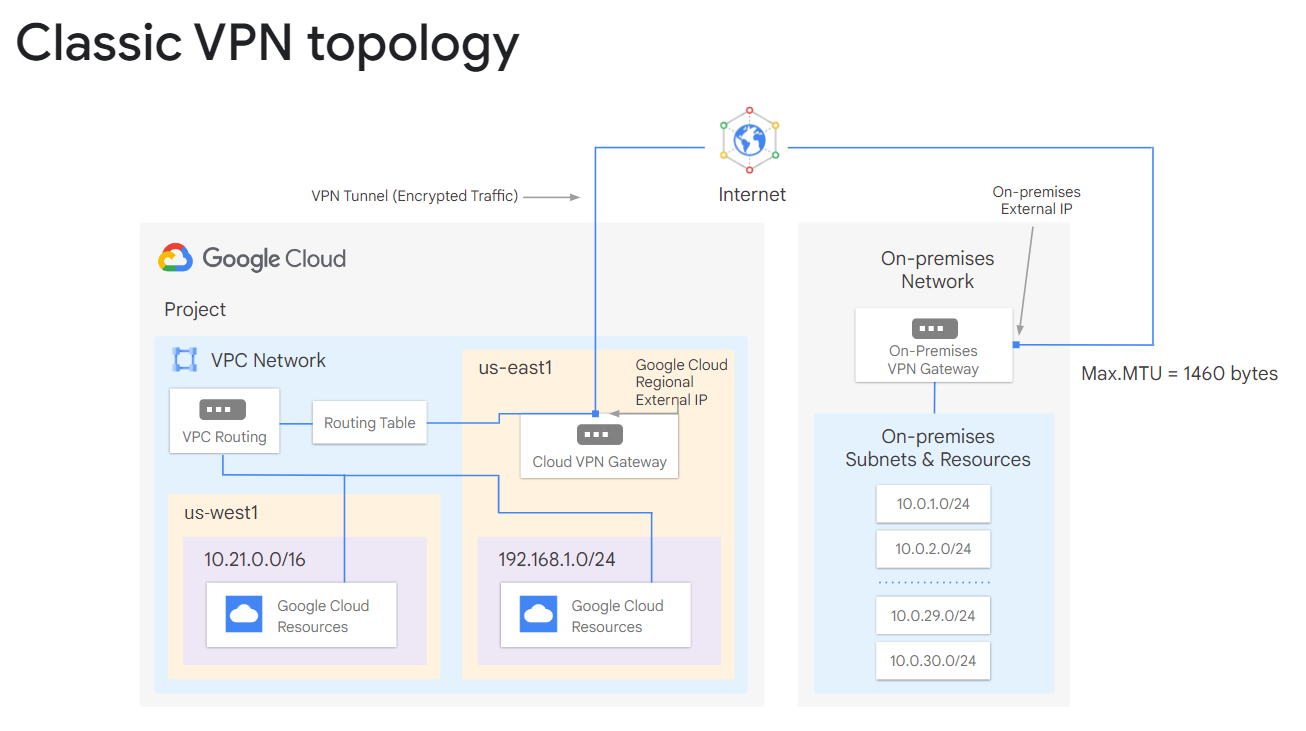 Classic VPN topology
Internet
VPN Tunnel (Encrypted Traffic)
On-premises
External IP
Google Cloud
Project
VPC Network
VPC Routing
Routing Table
us-east1
Google Cloud
Regional
External IP
Cloud VPN Gateway
us-west1
10.21.0.0/16
Google Cloud
Resources
192.168.1.0/24
Google Cloud
Resources
On-premises
Network
On-Premises
VPN Gateway
Max.MTU = 1460 bytes
On-premises
Subnets & Resources
10.0.1.0/24
10.0.2.0/24
10.0.29.0/24
10.0.30.0/24